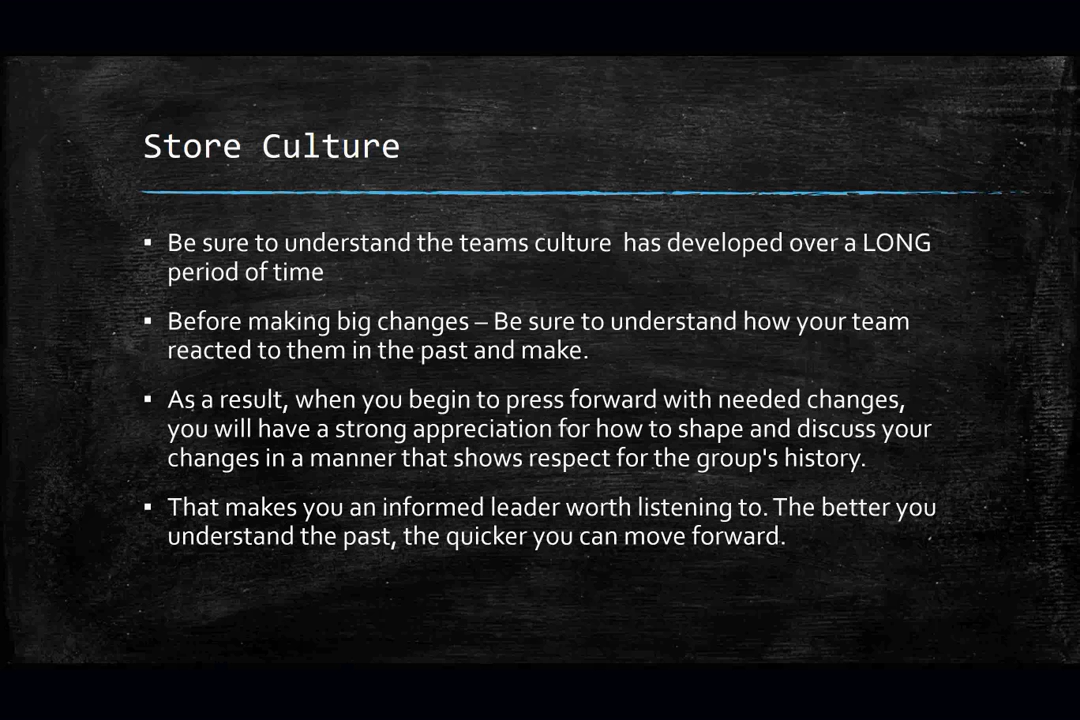 Store Culture
▪ Be sure to understand the teams culture  has developed over a LONG
period of time
▪ Before making big changes – Be sure to understand how your team
reacted to them in the past and make.
▪ As a result, when you begin to press forward with needed changes,
you will have a strong appreciation for how to shape and discuss your
changes in a manner that shows respect for the group's history.
▪ That makes you an informed leader worth listening to. The better you
understand the past, the quicker you can move forward.